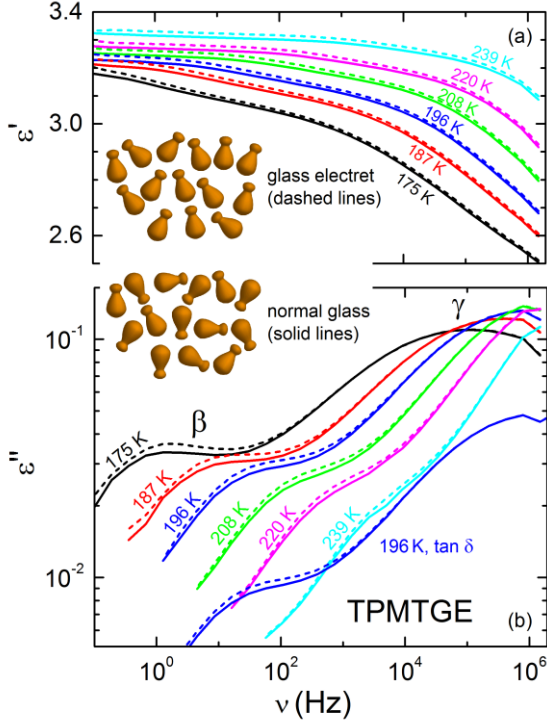 (a)
3.4
3.0
2.6
ε'
239 K
220 K
208 K
196 K
187 K
175 K
glass electret
(dashed lines)
normal glass
(solid lines)
γ
β
10⁻¹
10⁻²
ε''
175 K
187 K
196 K
208 K
220 K
239 K
196 K, tan δ
TPMTGE
(b)
10⁰ 10² 10⁴ 10⁶
ν (Hz)